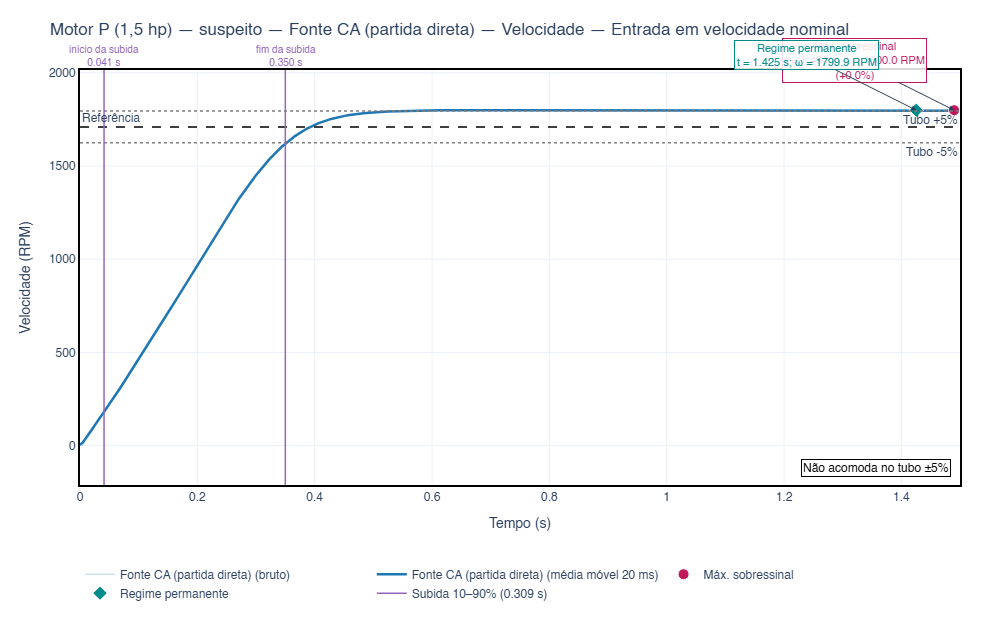 Motor P (1,5 hp) — suspeito — Fonte CA (partida direta) — Velocidade — Entrada em velocidade nominal
início da subida
0.041 s
fim da subida
0.350 s
Regime permanente
t = 1.425 s; ω = 1799.9 RPM
(+0.0%)
2000
1500
1000
500
0
Velocidade (RPM)
Referência
Tubo +5%
Tubo -5%
Não acomoda no tubo ±5%
0
0.2
0.4
0.6
0.8
1
1.2
1.4
Tempo (s)
Fonte CA (partida direta) (bruto)
Fonte CA (partida direta) (média móvel 20 ms)
Máx. sobressinal
Regime permanente
Subida 10–90% (0.309 s)